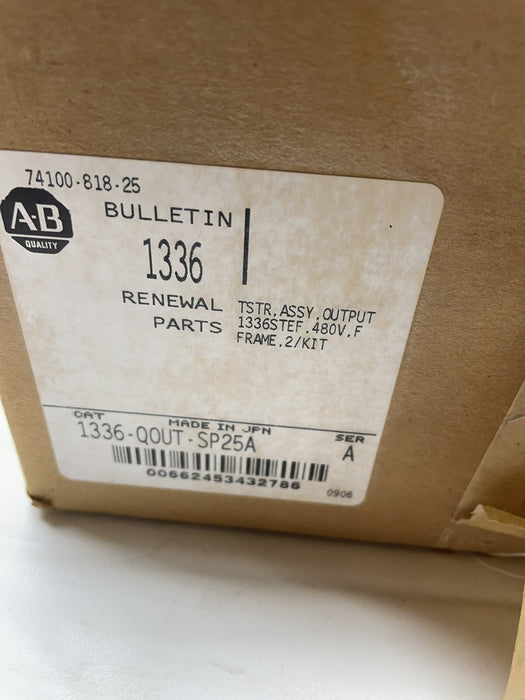 74100-818-25
A-B
QUALITY
BULLETIN
1336
RENEWAL
PARTS
TSTR,ASSY,OUTPUT
1336STEF,480V,F
FRAME,2/KIT
CAT
MADE IN JPN
SER
1336-QOUT-SP25A
A
00662453432786
0906